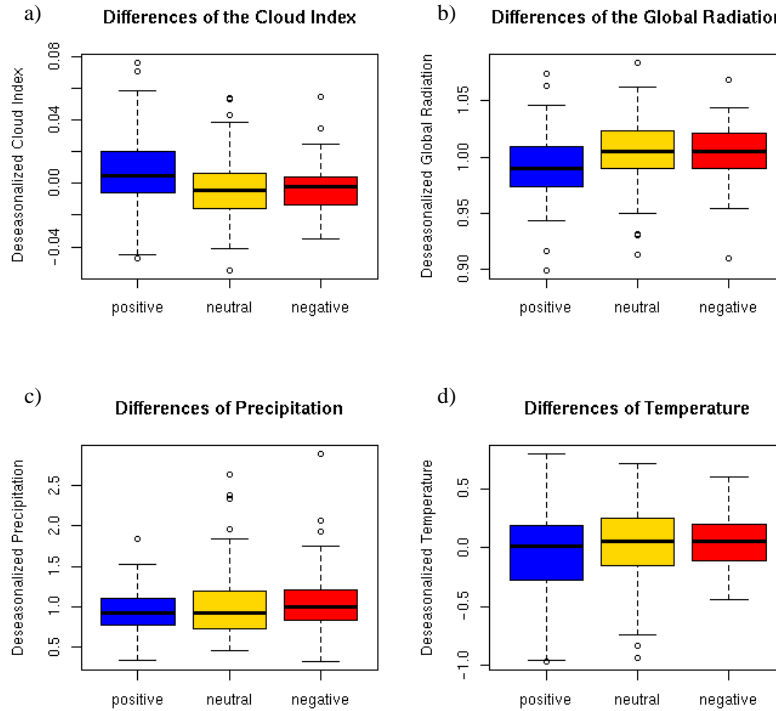 a)
Differences of the Cloud Index
Deseasonalized Cloud Index
0.08
0.04
0.00
−0.04
positive neutral negative
b)
Differences of the Global Radiation
Deseasonalized Global Radiation
1.05
1.00
0.95
0.90
positive neutral negative
c)
Differences of Precipitation
Deseasonalized Precipitation
2.5
2.0
1.5
1.0
0.5
positive neutral negative
d)
Differences of Temperature
Deseasonalized Temperature
0.5
0.0
−0.5
−1.0
positive neutral negative